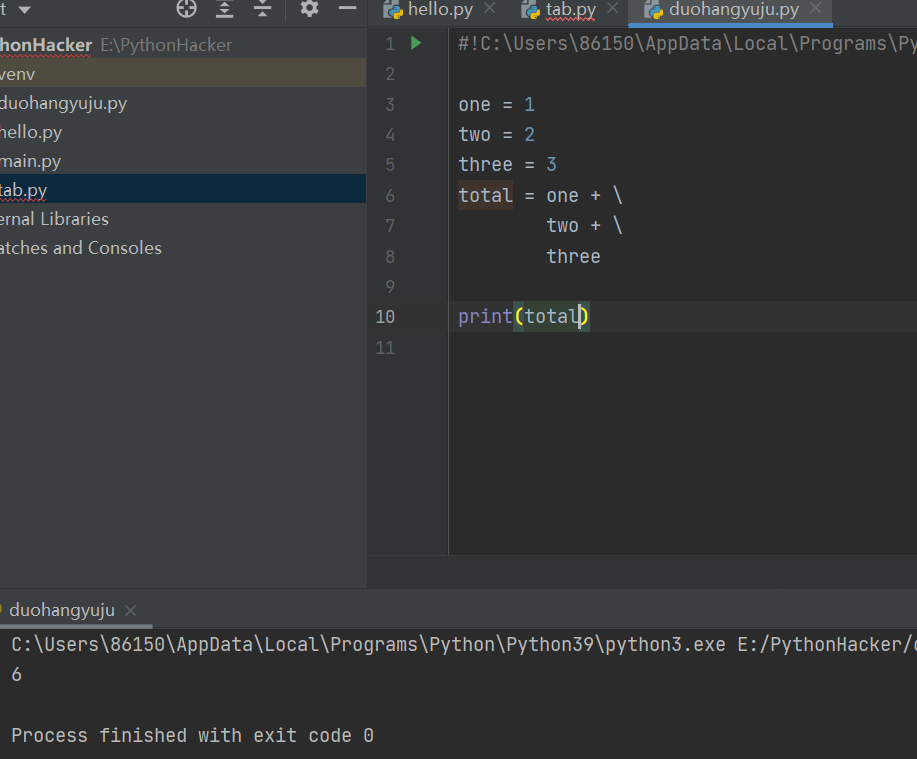 t
hello.py
tab.py
duohangyuju.py
honHacker E:\PythonHacker
venv
duohangyuju.py
hello.py
main.py
tab.py
ernal Libraries
atches and Consoles
1 #!C:\Users\86150\AppData\Local\Programs\Py
2
3 one = 1
4 two = 2
5 three = 3
6 total = one + \
7 two + \
8 three
9
10 print(total)
11
duohangyuju
C:\Users\86150\AppData\Local\Programs\Python\Python39\python3.exe E:/PythonHacker/
6
Process finished with exit code 0